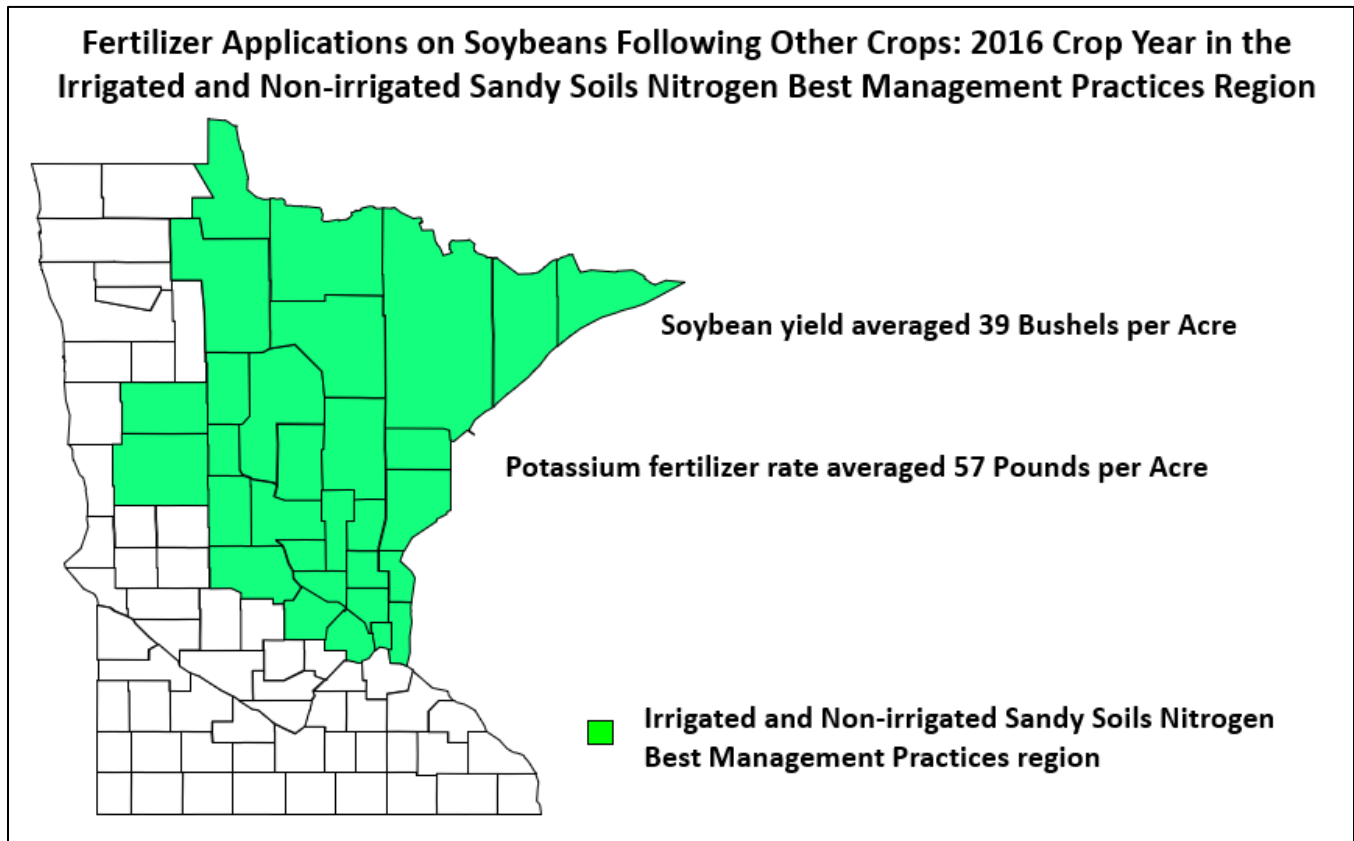 Fertilizer Applications on Soybeans Following Other Crops: 2016 Crop Year in the
Irrigated and Non-irrigated Sandy Soils Nitrogen Best Management Practices Region
Soybean yield averaged 39 Bushels per Acre
Potassium fertilizer rate averaged 57 Pounds per Acre
Irrigated and Non-irrigated Sandy Soils Nitrogen
Best Management Practices region